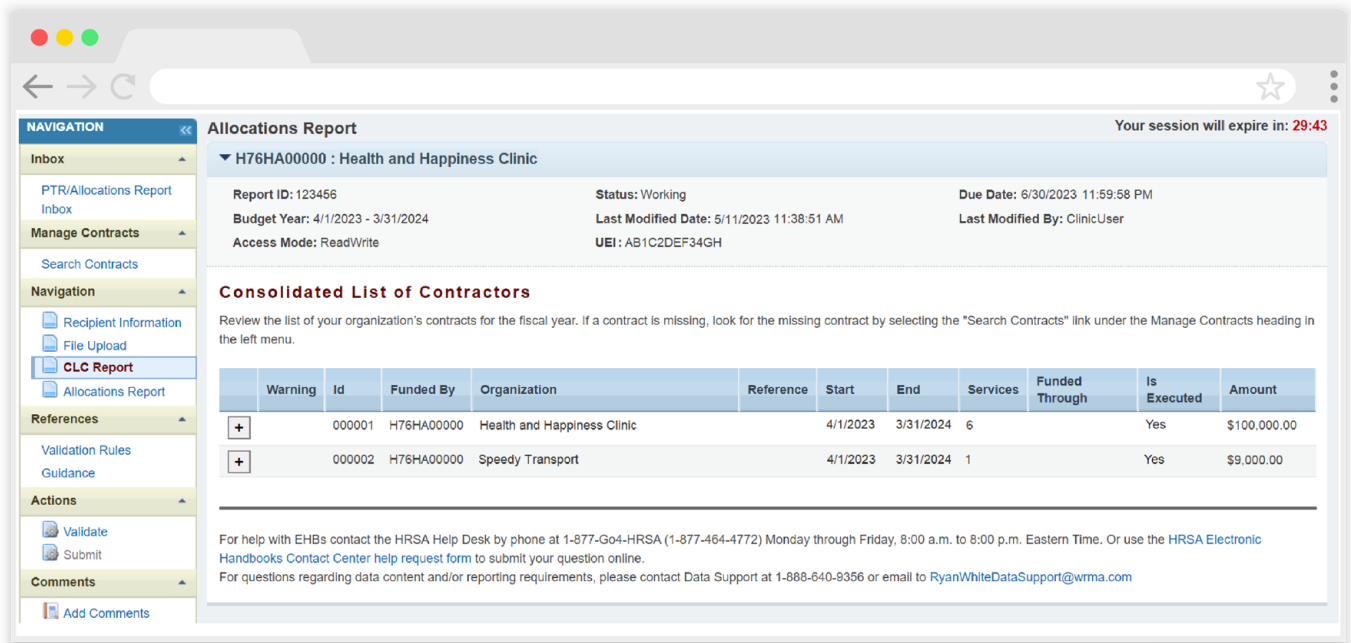 NAVIGATION
Inbox
PTR/Allocations Report
Inbox
Manage Contracts
Search Contracts
Navigation
Recipient Information
File Upload
CLC Report
Allocations Report
References
Validation Rules
Guidance
Actions
Validate
Submit
Comments
Add Comments
Allocations Report
Your session will expire in: 29:43
H76HA00000 : Health and Happiness Clinic
Report ID: 123456 Status: Working Due Date: 6/30/2023 11:59:58 PM
Budget Year: 4/1/2023 - 3/31/2024 Last Modified Date: 5/11/2023 11:38:51 AM Last Modified By: ClinicUser
Access Mode: ReadWrite UEI : AB1C2DEF34GH
Consolidated List of Contractors
Review the list of your organization's contracts for the fiscal year. If a contract is missing, look for the missing contract by selecting the "Search Contracts" link under the Manage Contracts heading in
the left menu.
Warning Id Funded By Organization Reference Start End Services Funded Through Is Executed Amount
+ 000001 H76HA00000 Health and Happiness Clinic 4/1/2023 3/31/2024 6 Yes $100,000.00
+ 000002 H76HA00000 Speedy Transport 4/1/2023 3/31/2024 1 Yes $9,000.00
For help with EHBs contact the HRSA Help Desk by phone at 1-877-Go4-HRSA (1-877-464-4772) Monday through Friday, 8:00 a.m. to 8:00 p.m. Eastern Time. Or use the HRSA Electronic
Handbooks Contact Center help request form to submit your question online.
For questions regarding data content and/or reporting requirements, please contact Data Support at 1-888-640-9356 or email to RyanWhiteDataSupport@wrma.com